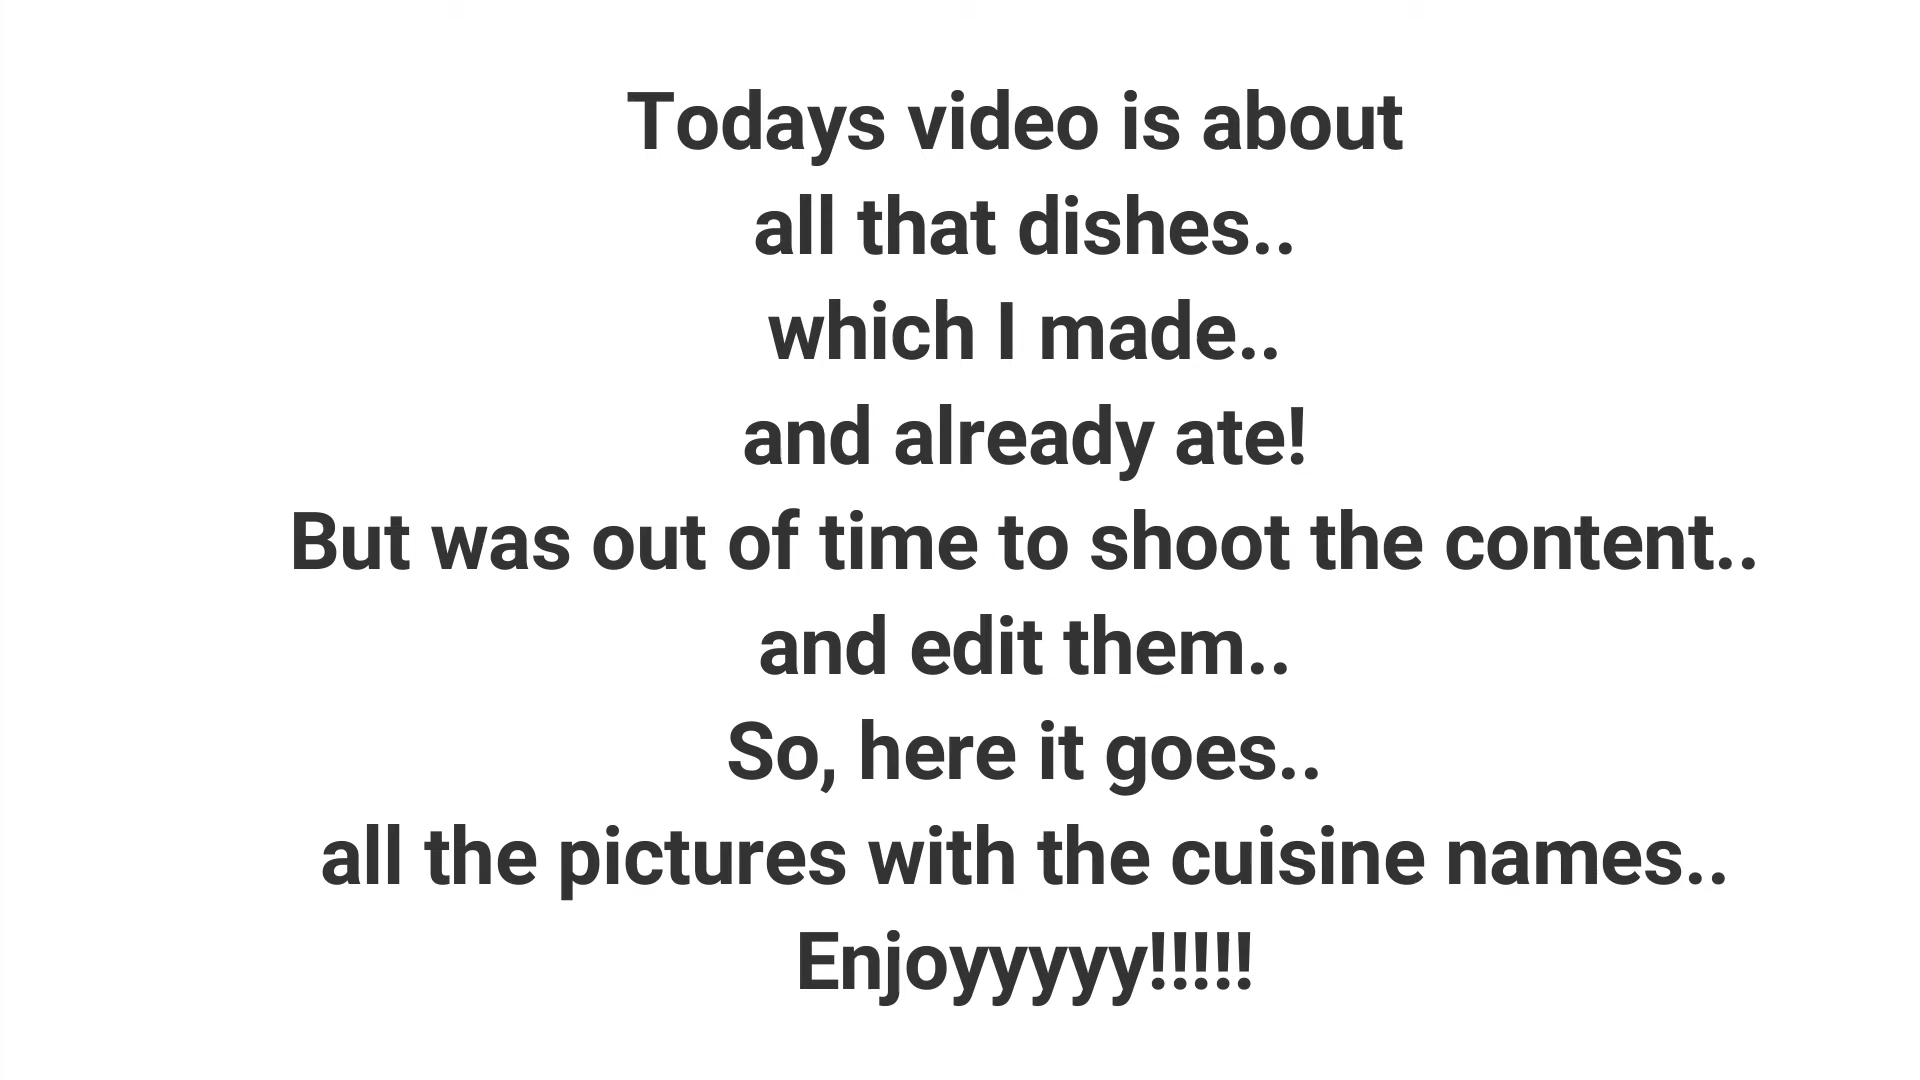 Todays video is about
all that dishes..
which I made..
and already ate!
But was out of time to shoot the content..
and edit them..
So, here it goes..
all the pictures with the cuisine names..
Enjoyyyyy!!!!!